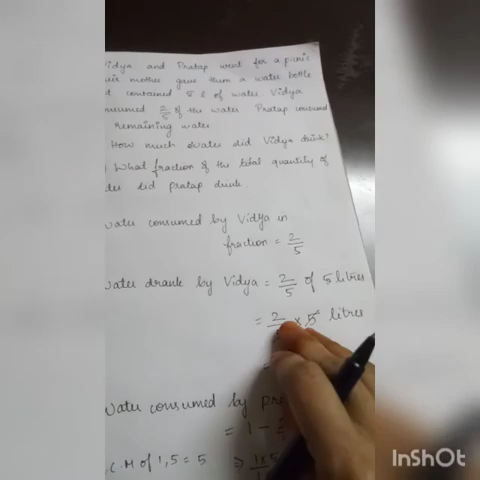 Vidya and Pratap went for a picnic
mother gave them a water bottle
contained 5 l of water. Vidya
consumed 2/5 of the water Pratap consumed
remaining water
How much water did Vidya drink?
What fraction of the total quantity of
did pratap drink
water consumed by Vidya in
fraction = 2/5
water drank by Vidya = 2/5 of 5 litres
= 2/ × 5 litres
water consumed by
= 1 -
C.M of 1,5 = 5 ⇒ 1×5
InShOt